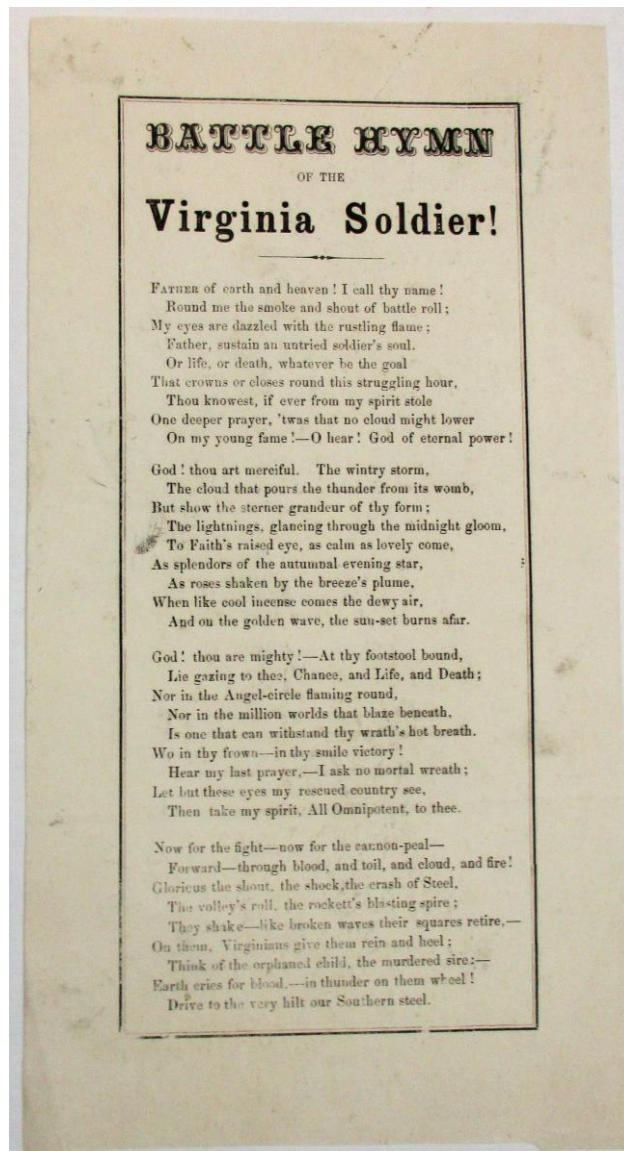 BATTLE HYMN
OF THE
Virginia Soldier!
FATHER of earth and heaven! I call thy name!
Round me the smoke and shout of battle roll;
My eyes are dazzled with the rustling flame;
Father, sustain an untried soldier's soul.
Or life, or death, whatever be the goal
That crowns or closes round this struggling hour,
Thou knowest, if ever from my spirit stole
One deeper prayer, 'twas that no cloud might lower
On my young fame!—O hear! God of eternal power!
God! thou art merciful. The wintry storm,
The cloud that pours the thunder from its womb,
But show the sterner grandeur of thy form;
The lightnings, glancing through the midnight gloom,
To Faith's raised eye, as calm as lovely come,
As splendors of the autumnal evening star,
As roses shaken by the breeze's plume,
When like cool incense comes the dewy air,
And on the golden wave, the sun-set burns afar.
God! thou are mighty!—At thy footstool bound,
Lie gazing to thee, Chance, and Life, and Death;
Nor in the Angel-circle flaming round,
Nor in the million worlds that blaze beneath,
Is one that can withstand thy wrath's hot breath.
Wo in thy frown—in thy smile victory!
Hear my last prayer,—I ask no mortal wreath;
Let but these eyes my rescued country see,
Then take my spirit, All Omnipotent, to thee.
Now for the fight—now for the cannon-peal—
Forward—through blood, and toil, and cloud, and fire!
Glorious the shout, the shock,the crash of Steel,
The volley's roll, the rockett's blasting spire;
They shake—like broken waves their squares retire,—
On them, Virginians give them rein and heel;
Think of the orphaned child, the murdered sire:—
Earth cries for blood,—in thunder on them wheel!
Drive to the very hilt our Southern steel.